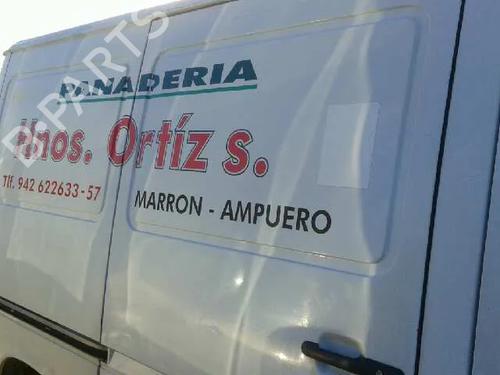 PANADERIA
Hnos. Ortíz s.
Tlf. 942 622633-57
MARRON - AMPUERO
B-PARTS